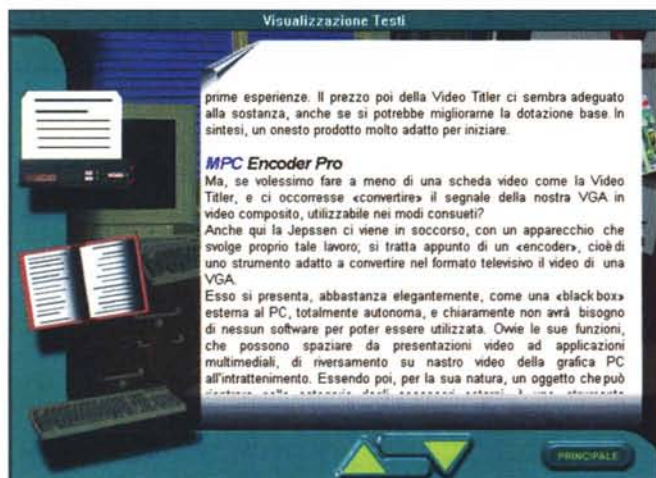 Visualizzazione Testi
prime esperienze. Il prezzo poi della Video Titler ci sembra adeguato
alla sostanza, anche se si potrebbe migliorarne la dotazione base. In
sintesi, un onesto prodotto molto adatto per iniziare.
MPC Encoder Pro
Ma, se volessimo fare a meno di una scheda video come la Video
Titler, e ci occorresse «convertire» il segnale della nostra VGA in
video composito, utilizzabile nei modi consueti?
Anche qui la Jepssen ci viene in soccorso, con un apparecchio che
svolge proprio tale lavoro; si tratta appunto di un «encoder», cioè di
uno strumento adatto a convertire nel formato televisivo il video di una
VGA.
Esso si presenta, abbastanza elegantemente, come una «black box»
esterna al PC, totalmente autonoma, e chiaramente non avrà bisogno
di nessun software per poter essere utilizzata. Ovvie le sue funzioni,
che possono spaziare da presentazioni video ad applicazioni
multimediali, di riversamento su nastro video della grafica PC
all'intrattenimento. Essendo poi, per la sua natura, un oggetto che può
PRINCIPALE